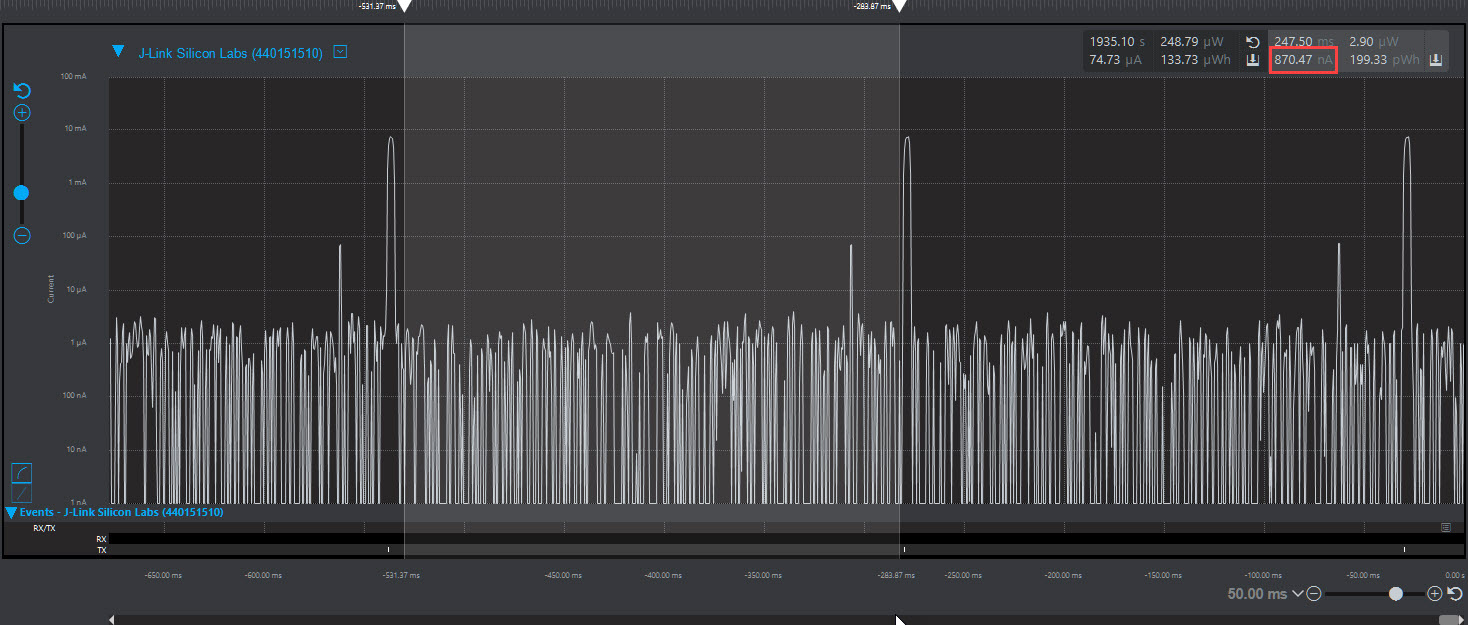 -531.37 ms
-283.87 ms
J-Link Silicon Labs (440151510)
1935.10 s 248.79 µW 247.50 ms 2.90 µW
74.73 µA 133.73 µWh 870.47 nA 199.33 pWh
100 mA
10 mA
1 mA
100 µA
10 µA
1 µA
100 nA
10 nA
1 nA
Current
Events - J-Link Silicon Labs (440151510)
RX/TX
RX
TX
-650.00 ms -600.00 ms -531.37 ms -450.00 ms -400.00 ms -350.00 ms -283.87 ms -250.00 ms -200.00 ms -150.00 ms -100.00 ms -50.00 ms 0.00 s
50.00 ms